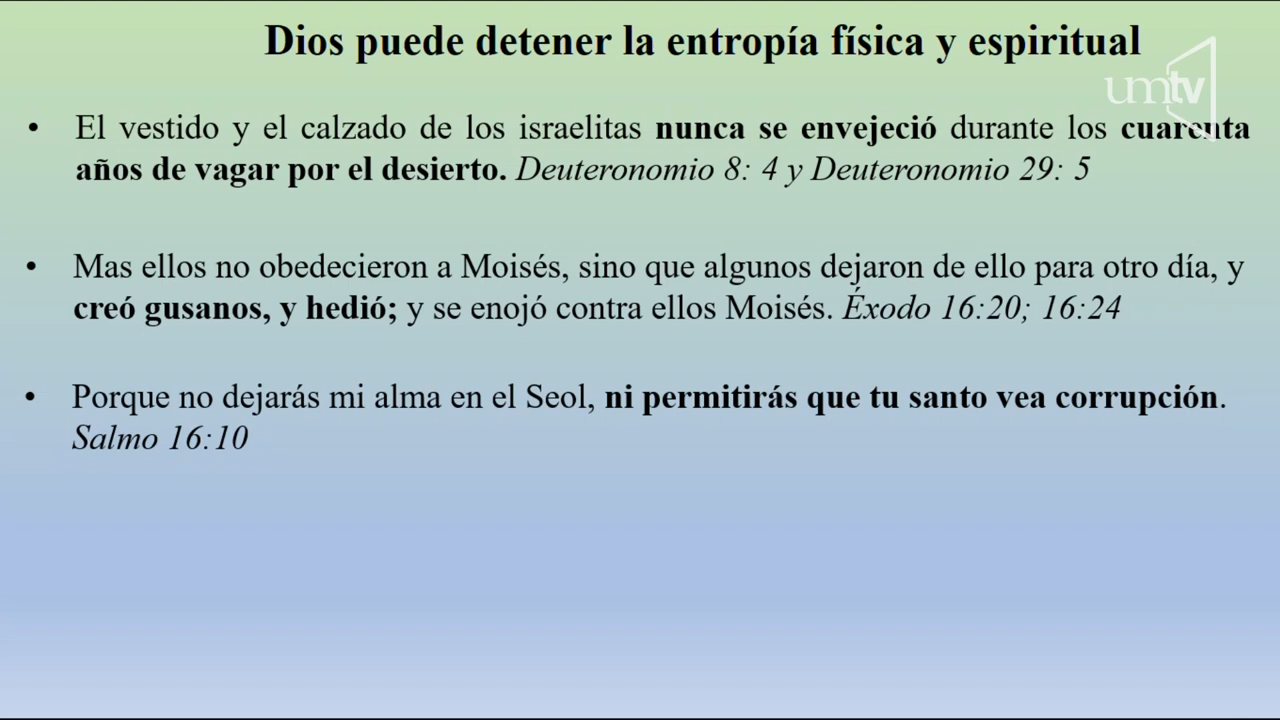 Dios puede detener la entropía física y espiritual
umtv
• El vestido y el calzado de los israelitas nunca se envejeció durante los cuarenta
años de vagar por el desierto. Deuteronomio 8: 4 y Deuteronomio 29: 5
• Mas ellos no obedecieron a Moisés, sino que algunos dejaron de ello para otro día, y
creó gusanos, y hedió; y se enojó contra ellos Moisés. Éxodo 16:20; 16:24
• Porque no dejarás mi alma en el Seol, ni permitirás que tu santo vea corrupción.
Salmo 16:10